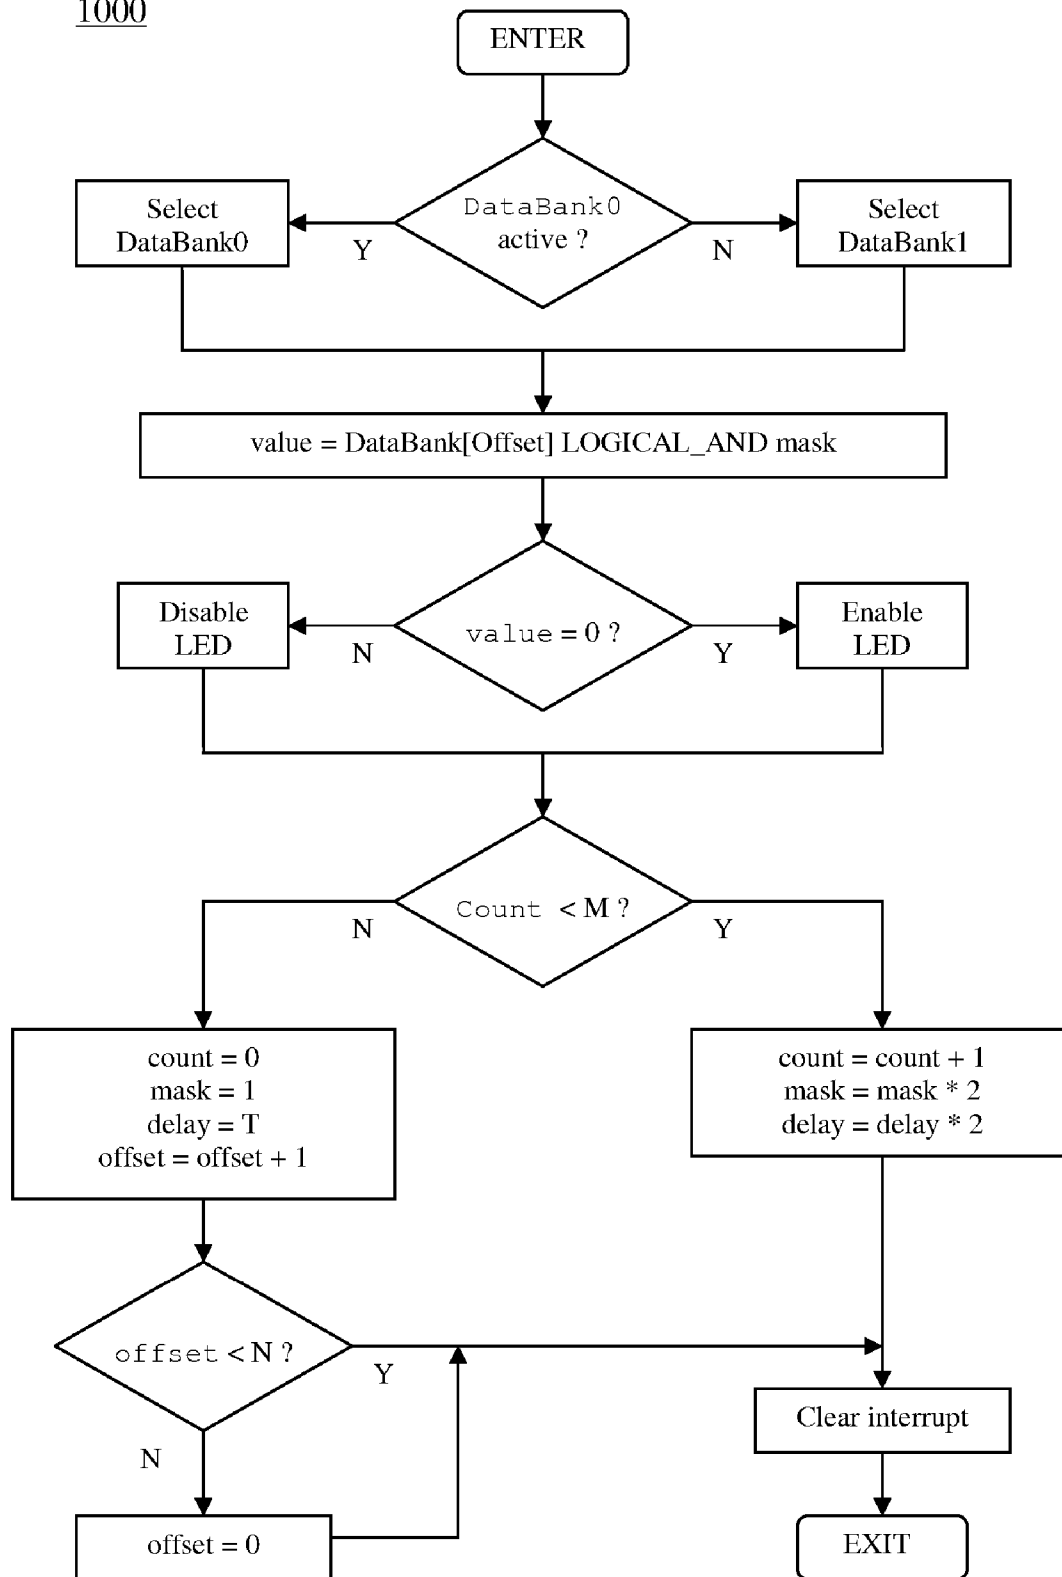 1000
ENTER
DataBank0
active ?
Select
DataBank0
Y
N
Select
DataBank1
value = DataBank[Offset] LOGICAL_AND mask
value = 0 ?
Disable
LED
N
Y
Enable
LED
Count < M ?
N
Y
count = 0
mask = 1
delay = T
offset = offset + 1
count = count + 1
mask = mask * 2
delay = delay * 2
offset < N ?
Y
N
Clear interrupt
offset = 0
EXIT